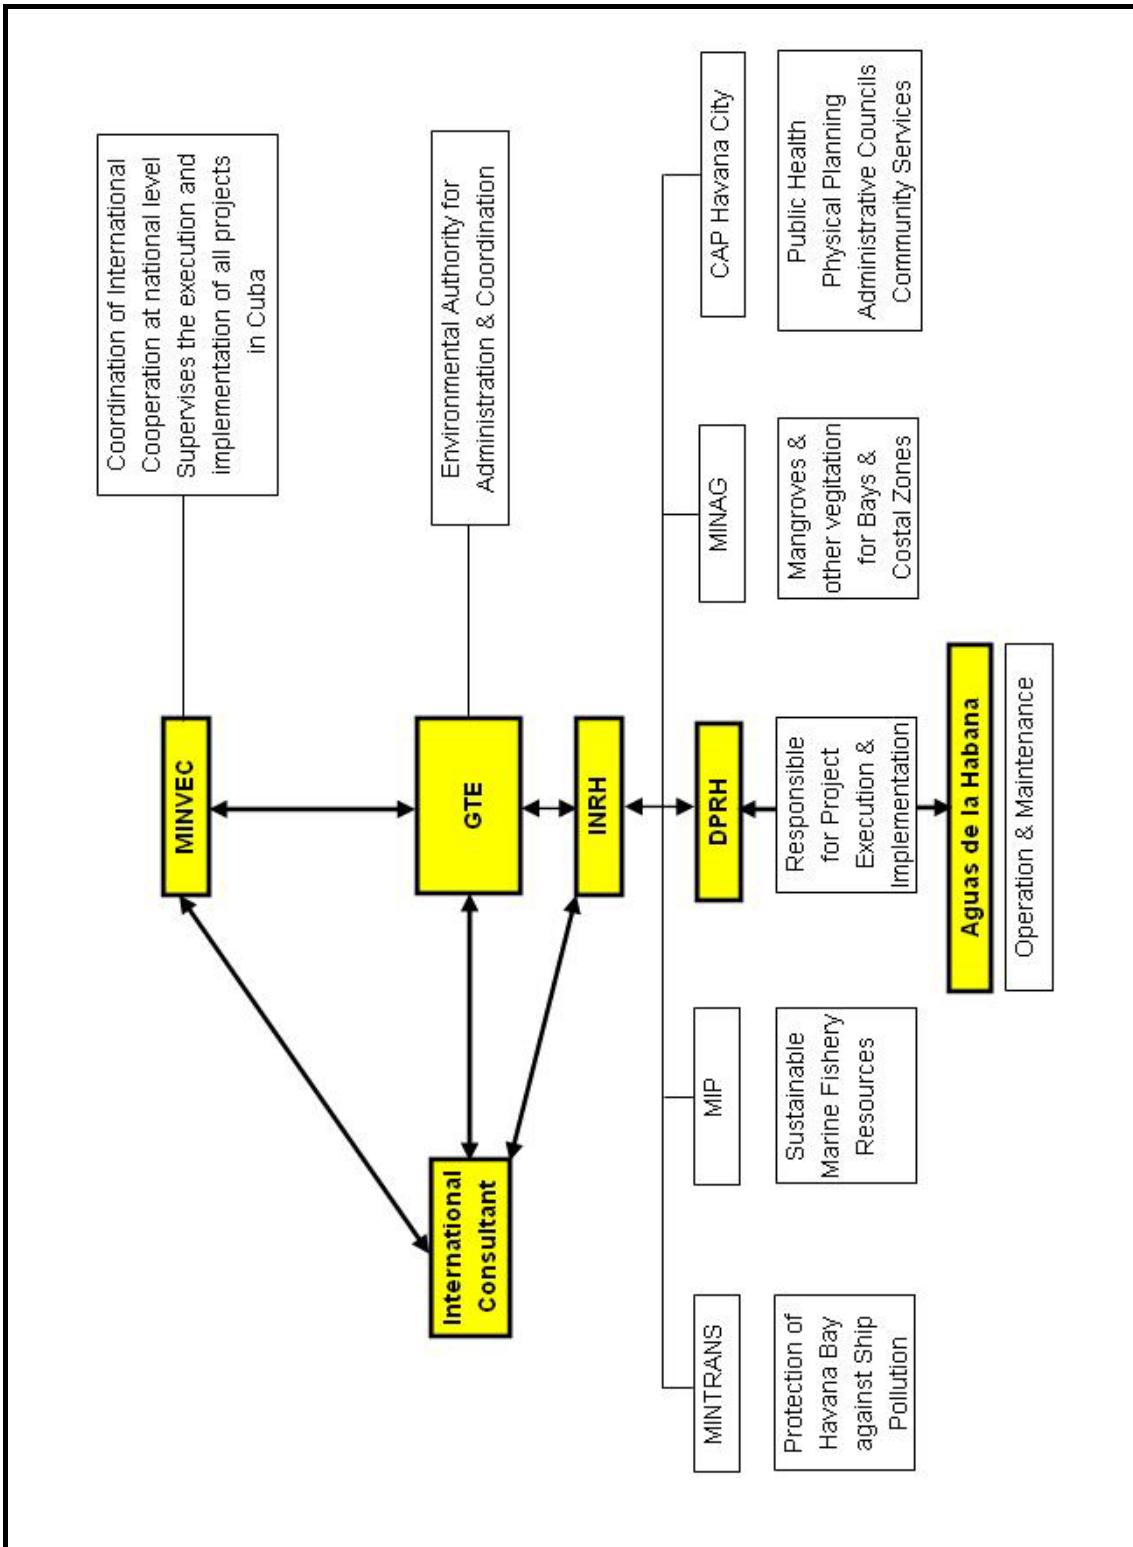 MINVEC
Coordination of International
Cooperation at national level
Supervises the execution and
implementation of all projects
in Cuba
International
Consultant
GTE
Environmental Authority for
Administration & Coordination
INRH
MINTRANS
MIP
DPRH
MINAG
CAP Havana City
Protection of
Havana Bay
against Ship
Pollution
Sustainable
Marine Fishery
Resources
Responsible
for Project
Execution &
Implementation
Mangroves &
other vegitation
for Bays &
Costal Zones
Public Health
Physical Planning
Administrative Councils
Community Services
Aguas de la Habana
Operation & Maintenance